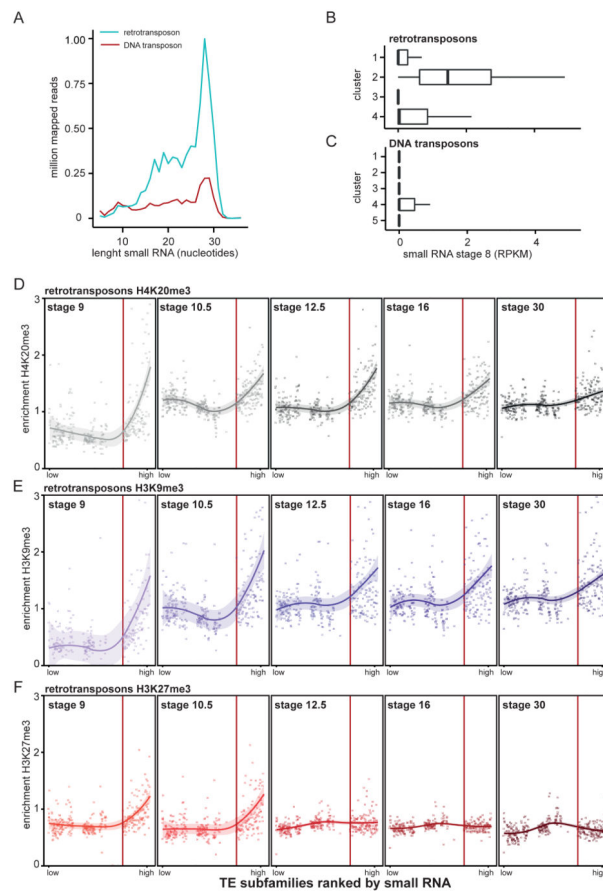 A
retrotransposon
DNA transposon
million mapped reads
1.00
0.75
0.50
0.25
0
10
20
30
lenght small RNA (nucleotides)
B
retrotransposons
cluster
1
2
3
4
C
DNA transposons
cluster
1
2
3
4
5
0
2
4
small RNA stage 8 (RPKM)
D
retrotransposons H4K20me3
enrichment H4K20me3
3
2
1
0
stage 9
stage 10.5
stage 12.5
stage 16
stage 30
low high low high low high low high low high
E
retrotransposons H3K9me3
enrichment H3K9me3
3
2
1
0
stage 9
stage 10.5
stage 12.5
stage 16
stage 30
low high low high low high low high low high
F
retrotransposons H3K27me3
enrichment H3K27me3
3
2
1
0
stage 9
stage 10.5
stage 12.5
stage 16
stage 30
low high low high low high low high low high
TE subfamilies ranked by small RNA